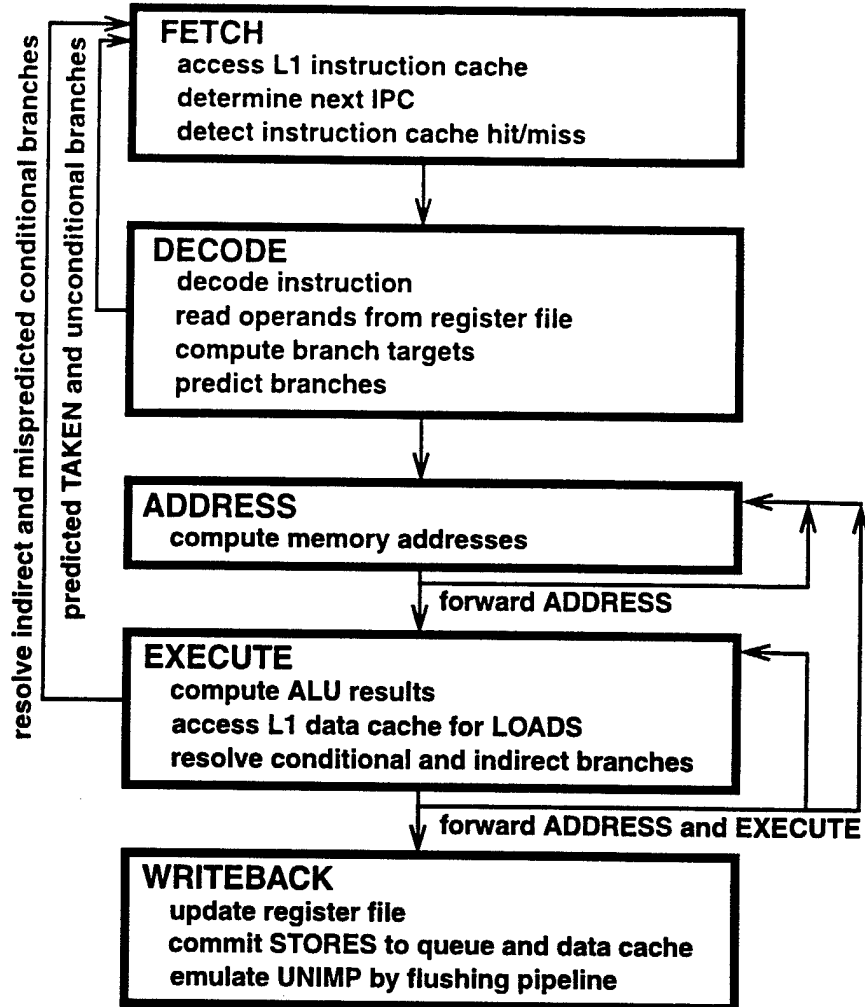 resolve indirect and mispredicted conditional branches
predicted TAKEN and unconditional branches
FETCH
access L1 instruction cache
determine next IPC
detect instruction cache hit/miss
DECODE
decode instruction
read operands from register file
compute branch targets
predict branches
ADDRESS
compute memory addresses
forward ADDRESS
EXECUTE
compute ALU results
access L1 data cache for LOADS
resolve conditional and indirect branches
forward ADDRESS and EXECUTE
WRITEBACK
update register file
commit STORES to queue and data cache
emulate UNIMP by flushing pipeline